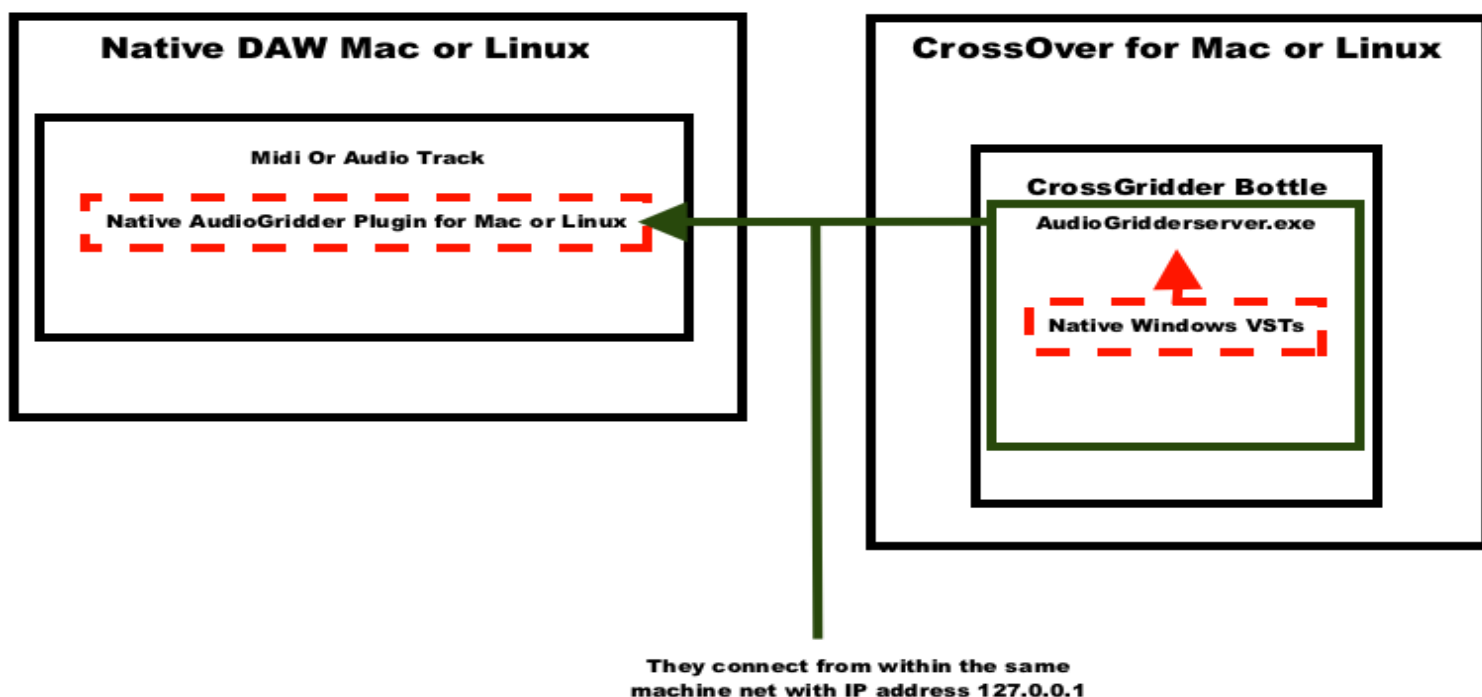 Native DAW Mac or Linux
Midi Or Audio Track
Native AudioGridder Plugin for Mac or Linux
CrossOver for Mac or Linux
CrossGridder Bottle
AudioGridderserver.exe
Native Windows VSTs
They connect from within the same
machine net with IP address 127.0.0.1